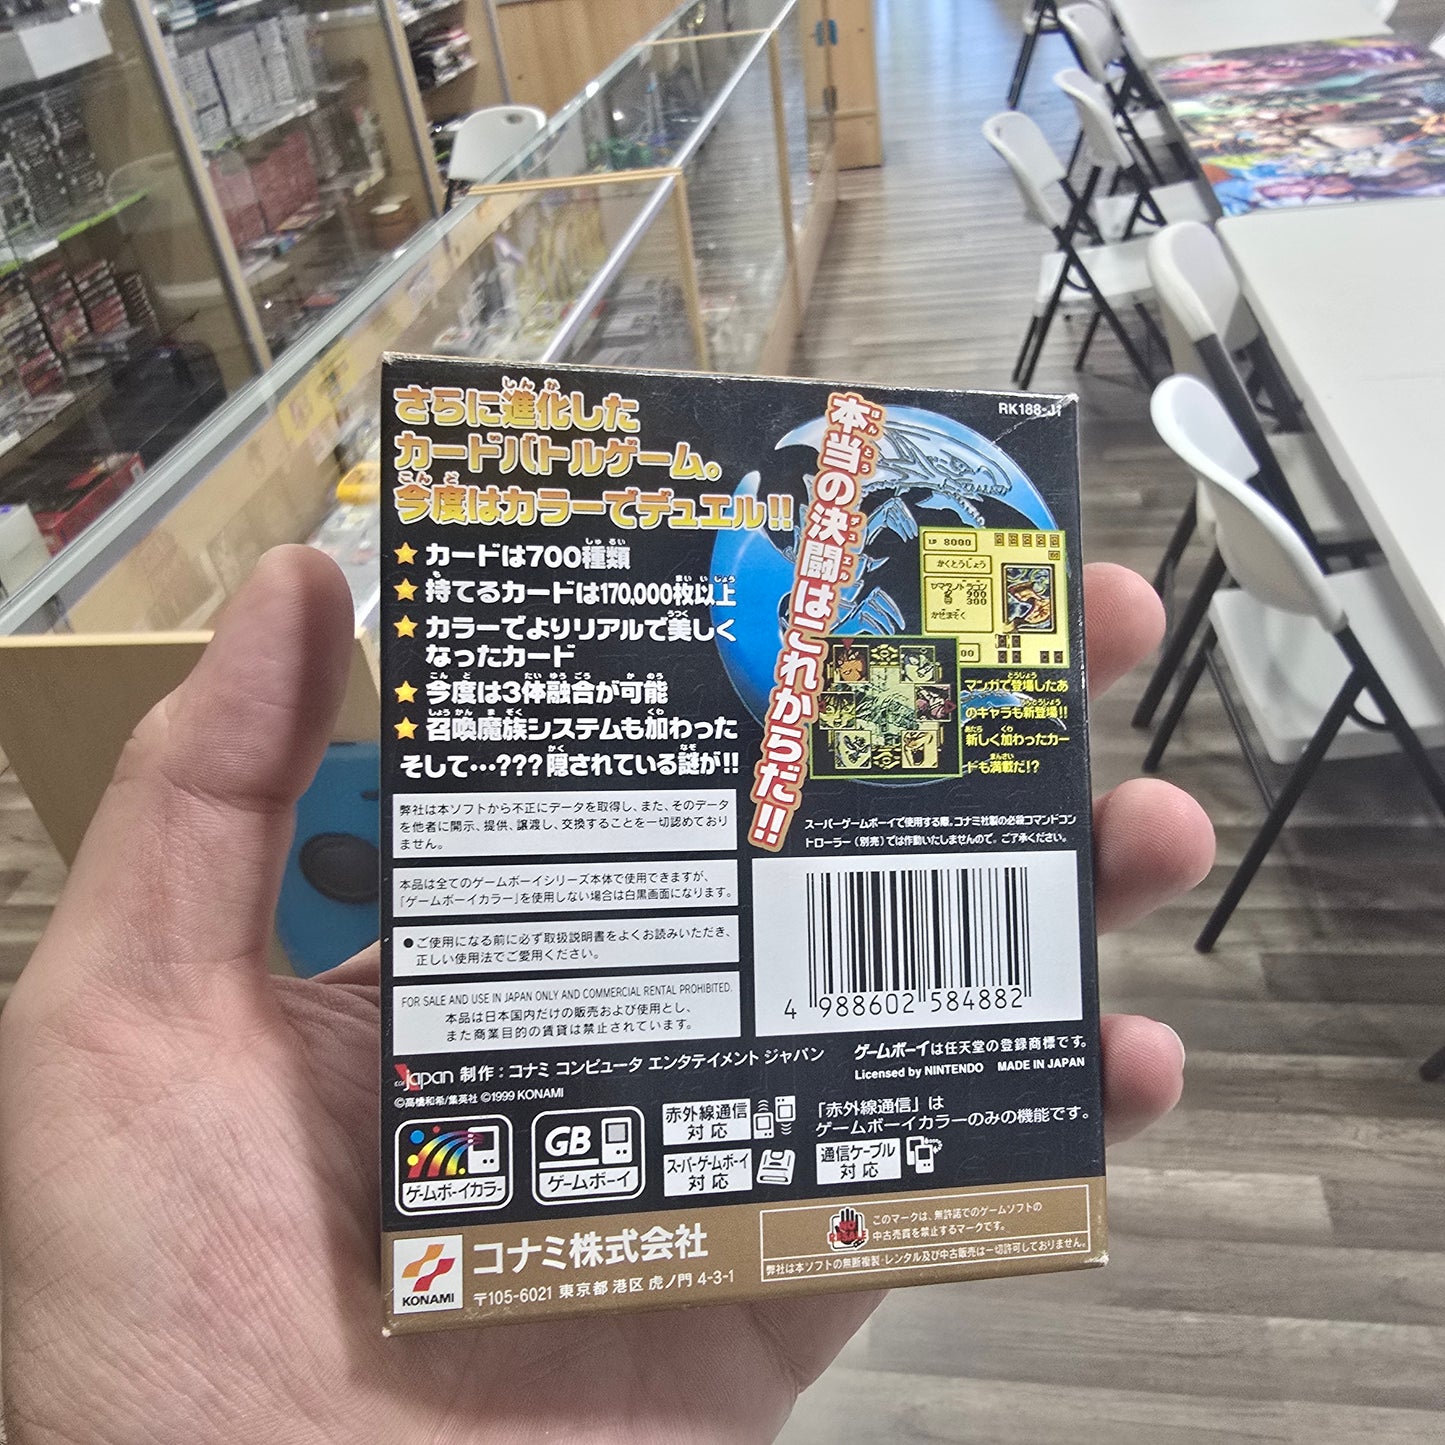 さらに進化した
カードバトルゲーム。
今度はカラーでデュエル!!
★カードは700種類
★持てるカードは170,000枚以上
★カラーでよりリアルで美しく
なったカード
★今度は3体融合が可能
★召喚魔族システムも加わった
そして…???隠されている謎が!!
本当の決闘はこれからだ!!
RK188-J1
LP 8000
かくとうじょう
ヤマタノドラゴン
900
300
かぜまぞく
マンガで登場したあ
のキャラも新登場!!
新しく加わったカー
ドも満載だ!?
弊社は本ソフトから不正にデータを取得し、また、そのデータ
を他者に開示、提供、譲渡し、交換することを一切認めており
ません。
本品は全てのゲームボーイシリーズ本体で使用できますが、
「ゲームボーイカラー」を使用しない場合は白黒画面になります。
●ご使用になる前に必ず取扱説明書をよくお読みいただき、
正しい使用法でご愛用ください。
FOR SALE AND USE IN JAPAN ONLY AND COMMERCIAL RENTAL PROHIBITED.
本品は日本国内だけの販売および使用とし、
また商業目的の賃貸は禁止されています。
スーパーゲームボーイで使用する際、コナミ社製の必殺コマンドコン
トローラー(別売)では作動いたしませんので、ご了承ください。
4 988602 584882
japan 制作:コナミ コンピュータ エンタテイメント ジャパン
©高橋和希/集英社 ©1999 KONAMI
ゲームボーイは任天堂の登録商標です。
Licensed by NINTENDO MADE IN JAPAN
ゲームボーイカラー
GB
ゲームボーイ
赤外線通信
対応
スーパーゲームボーイ
対応
「赤外線通信」は
ゲームボーイカラーのみの機能です。
通信ケーブル
対応
KONAMI
コナミ株式会社
〒105-6021 東京都 港区 虎ノ門 4-3-1
NO RESALE
このマークは、無許諾でのゲームソフトの
中古売買を禁止するマークです。
弊社は本ソフトの無断複製・レンタル及び中古販売は一切許可しておりません。